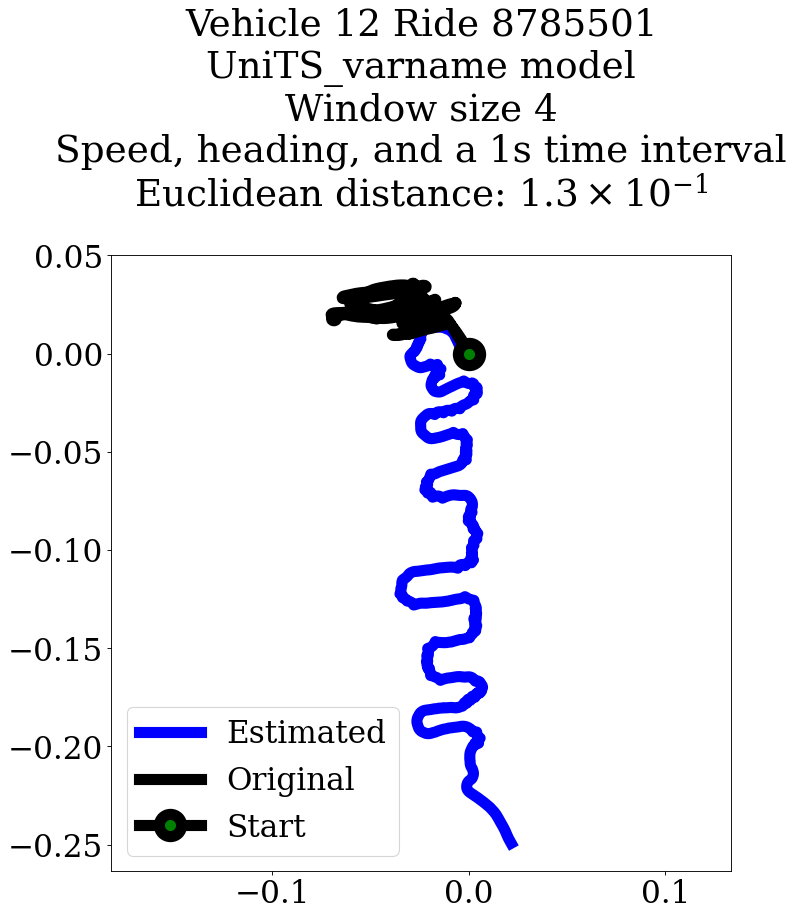 Vehicle 12 Ride 8785501
UniTS_varname model
Window size 4
Speed, heading, and a 1s time interval
Euclidean distance: 1.3 × 10⁻¹
0.05
0.00
−0.05
−0.10
−0.15
−0.20
−0.25
Estimated
Original
Start
−0.1
0.0
0.1